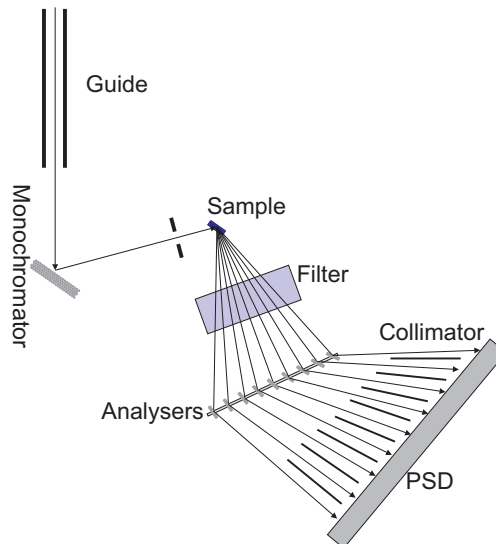 Guide
Monochromator
Sample
Filter
Collimator
Analysers
PSD